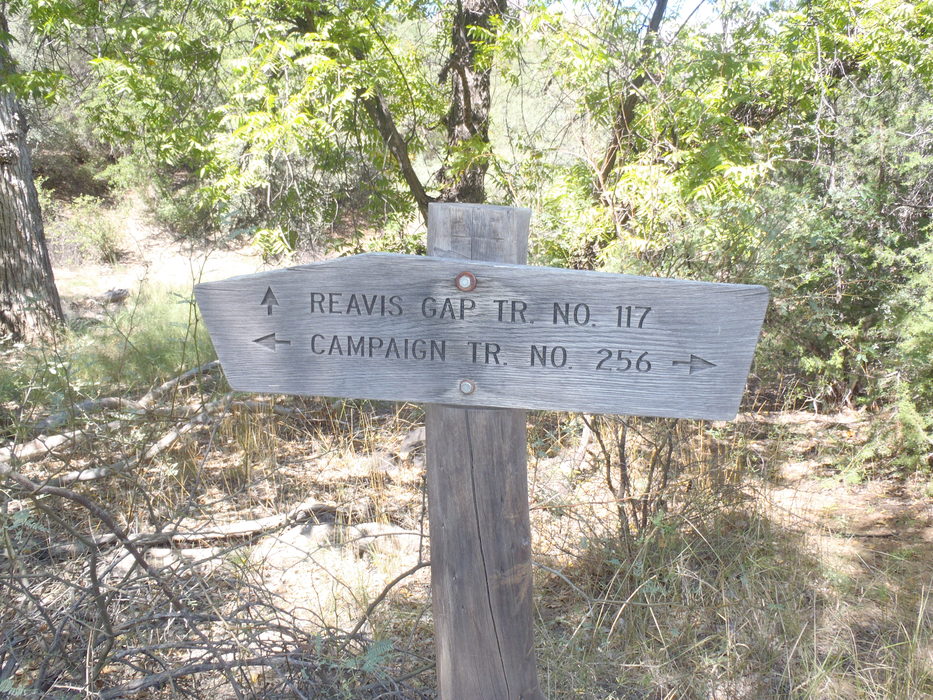 ↑ REAVIS GAP TR. NO. 117
← CAMPAIGN TR. NO. 256 →